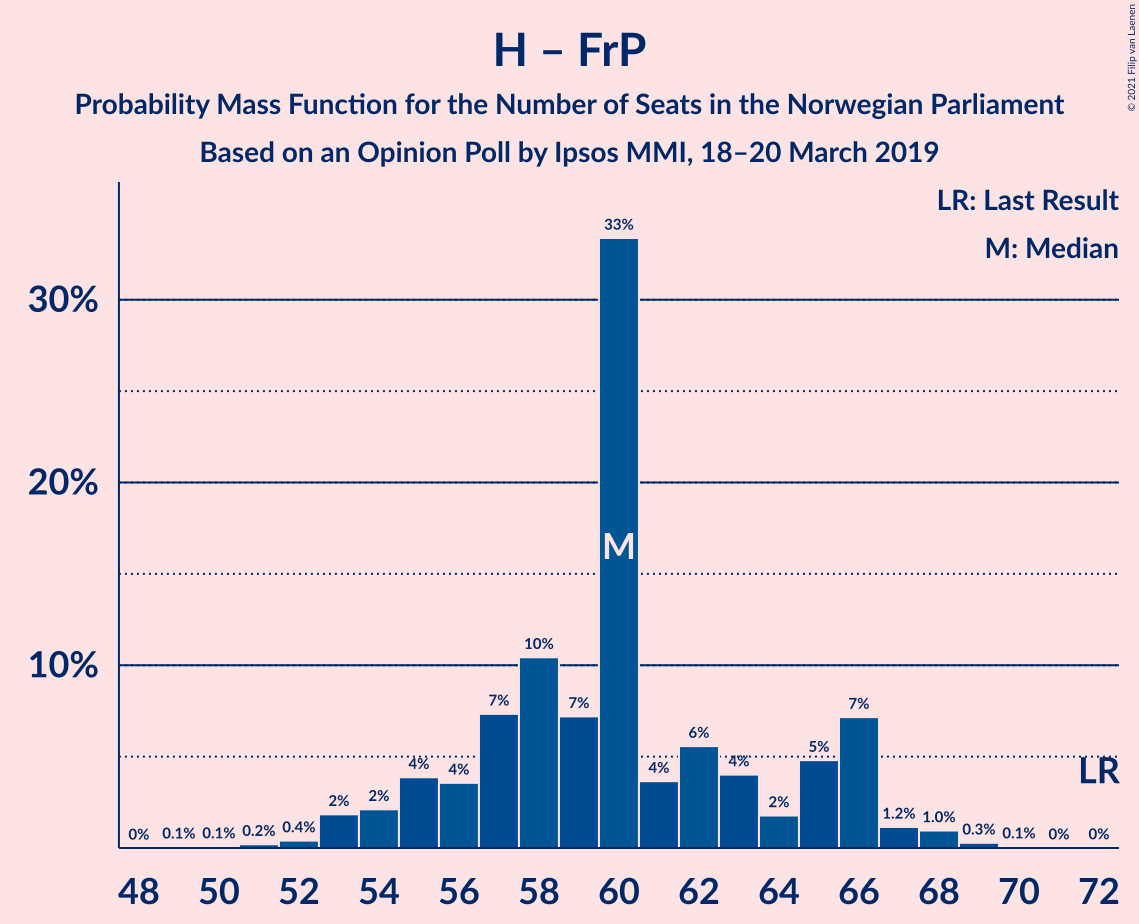 H – FrP
Probability Mass Function for the Number of Seats in the Norwegian Parliament
Based on an Opinion Poll by Ipsos MMI, 18–20 March 2019
© 2021 Filip van Laenen
LR: Last Result
M: Median
30%
20%
10%
0% 0.1% 0.1% 0.2% 0.4% 2% 2% 4% 4% 7% 10% 7% 33% 4% 6% 4% 2% 5% 7% 1.2% 1.0% 0.3% 0.1% 0% 0%
M
LR
48 50 52 54 56 58 60 62 64 66 68 70 72